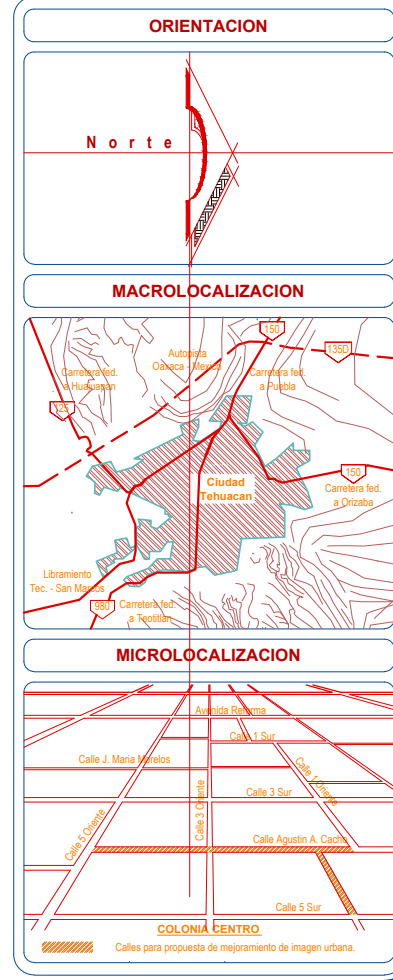 ORIENTACION
Norte
MACROLOCALIZACION
150
135D
Autopista
Oaxaca - Mexico
Carretera fed.
a Huajuapan
Carretera fed.
a Puebla
125
Ciudad
Tehuacan
150
Carretera fed.
a Orizaba
Libramiento
Tec. - San Marcos
980
Carretera fed.
a Teotitlan
MICROLOCALIZACION
Avenida Reforma
Calle 1 Sur
Calle J. Maria Morelos
Calle 1 Oriente
Calle 3 Sur
Calle 3 Oriente
Calle 5 Oriente
Calle Agustin A. Cacho
Calle 5 Sur
COLONIA CENTRO
Calles para propuesta de mejoramiento de imagen urbana.